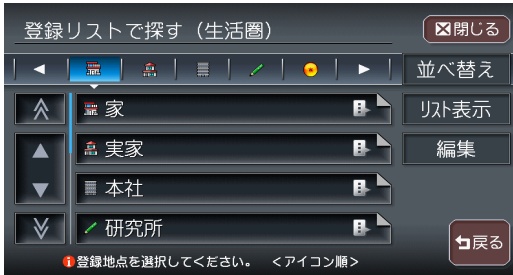 登録リストで探す（生活圏）
閉じる
並べ替え
家
リスト表示
実家
編集
本社
研究所
戻る
登録地点を選択してください。 <アイコン順>